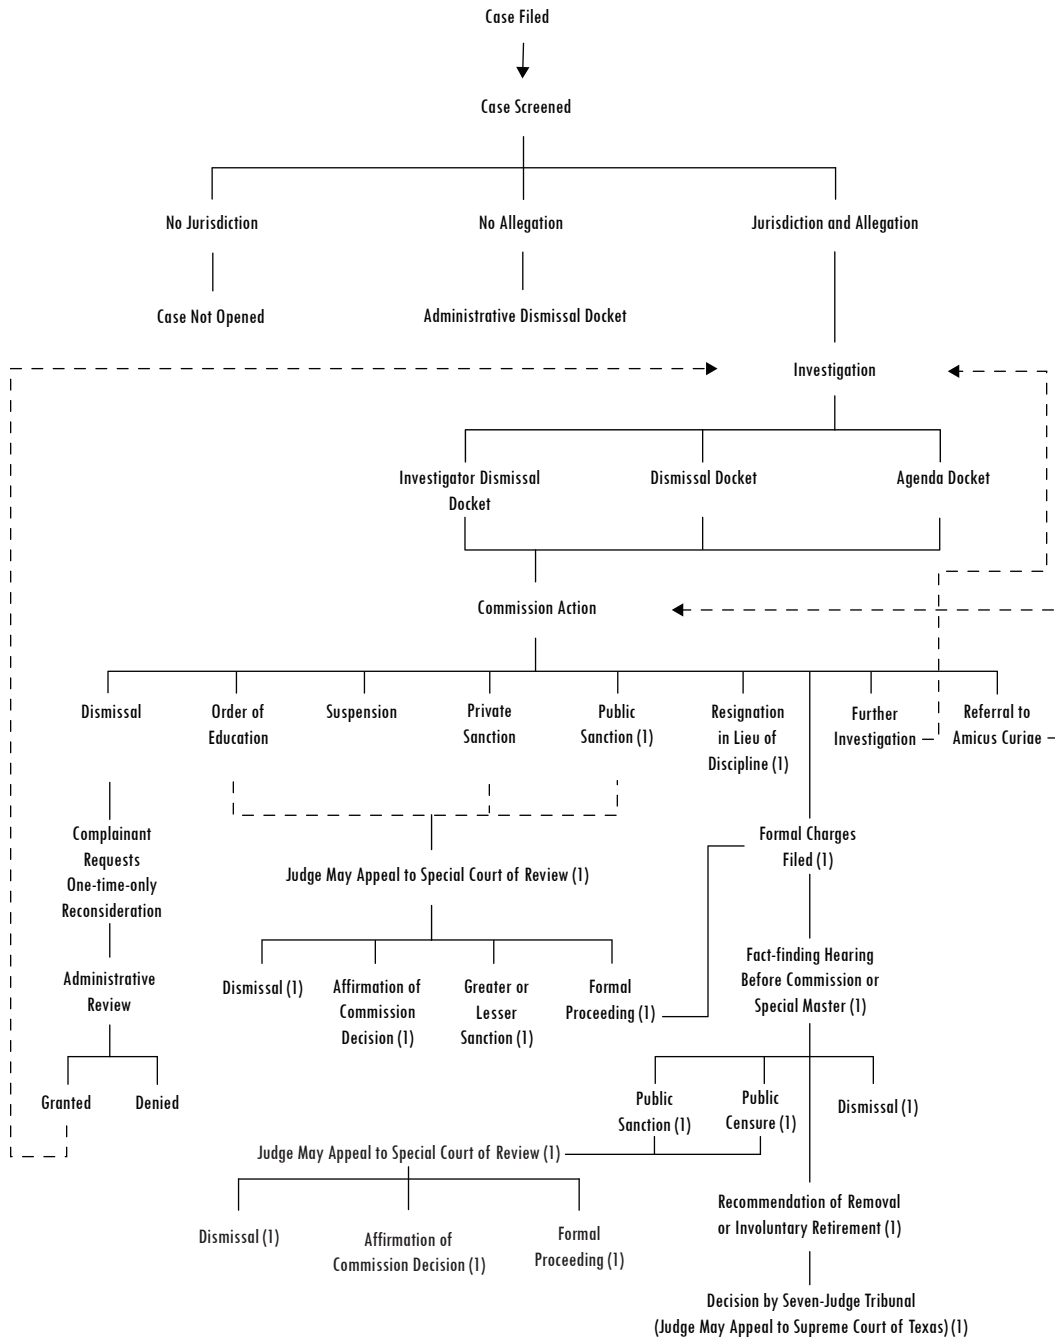 Case Filed
Case Screened
No Jurisdiction
No Allegation
Jurisdiction and Allegation
Case Not Opened
Administrative Dismissal Docket
Investigation
Investigator Dismissal
Docket
Dismissal Docket
Agenda Docket
Commission Action
Dismissal
Order of
Education
Suspension
Private
Sanction
Public
Sanction (1)
Resignation
in Lieu of
Discipline (1)
Further
Investigation
Referral to
Amicus Curiae
Complainant
Requests
One-time-only
Reconsideration
Judge May Appeal to Special Court of Review (1)
Formal Charges
Filed (1)
Administrative
Review
Dismissal (1)
Affirmation of
Commission
Decision (1)
Greater or
Lesser
Sanction (1)
Formal
Proceeding (1)
Fact-finding Hearing
Before Commission or
Special Master (1)
Granted
Denied
Public
Sanction (1)
Public
Censure (1)
Dismissal (1)
Judge May Appeal to Special Court of Review (1)
Dismissal (1)
Affirmation of
Commission Decision (1)
Formal
Proceeding (1)
Recommendation of Removal
or Involuntary Retirement (1)
Decision by Seven-Judge Tribunal
(Judge May Appeal to Supreme Court of Texas) (1)